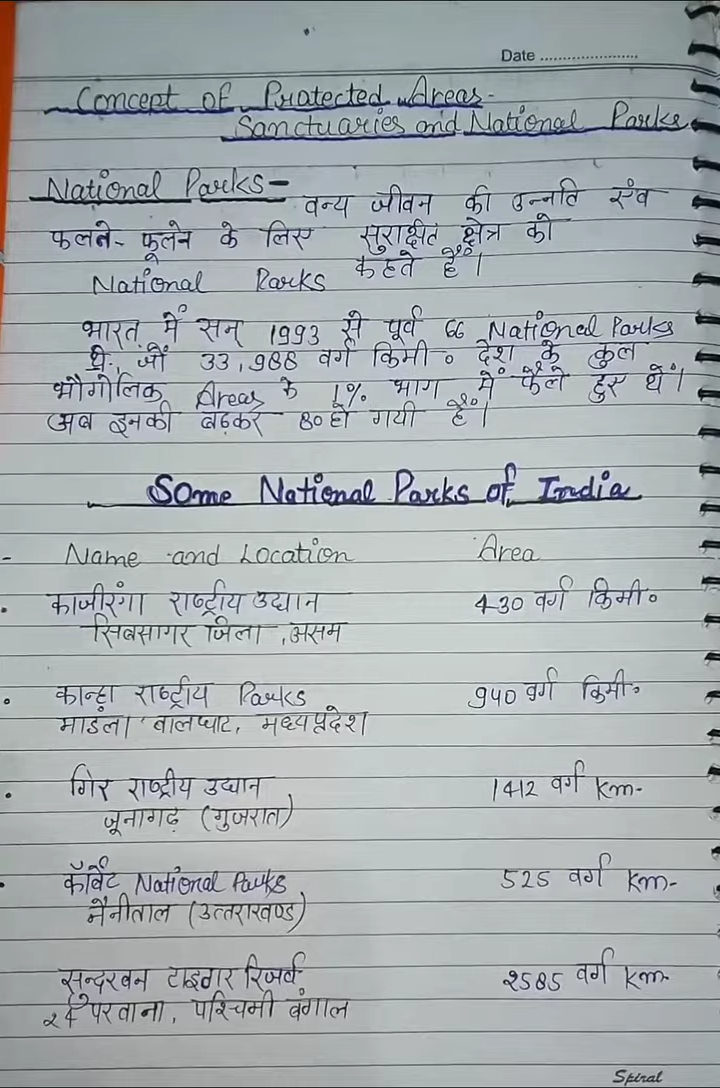 Date
Concept of Protected Areas-
Sanctuaries and National Parks
National Parks- वन्य जीवन की उन्नति एंव
फलने-फूलने के लिए सुरक्षित क्षेत्र को
National Parks कहते हैं।
भारत में सन् 1993 से पूर्व 66 National Parks
थे, जों 33,988 वर्ग किमी० देश के कुल
भौगोलिक Areas के 1% भाग में फैले हुए थें।
अब इनकी बढ़कर 80 हो गयी है।
Some National Parks of India
Name and Location Area
काजीरंगा राष्ट्रीय उद्यान 430 वर्ग किमी०
सिबसागर जिला, असम
कान्हा राष्ट्रीय Parks 940 वर्ग किमी०
माडंला बालघाट, मध्यप्रदेश
गिर राष्ट्रीय उद्यान 1412 वर्ग Km-
जूनागढ़ (गुजरात)
कॉर्बेट National Parks 525 वर्ग Km-
नैनीताल (उत्तराखण्ड)
सुन्दरबन टाइगर रिजर्व 2585 वर्ग Km-
24 परगना, पश्चिमी बंगाल
Spiral